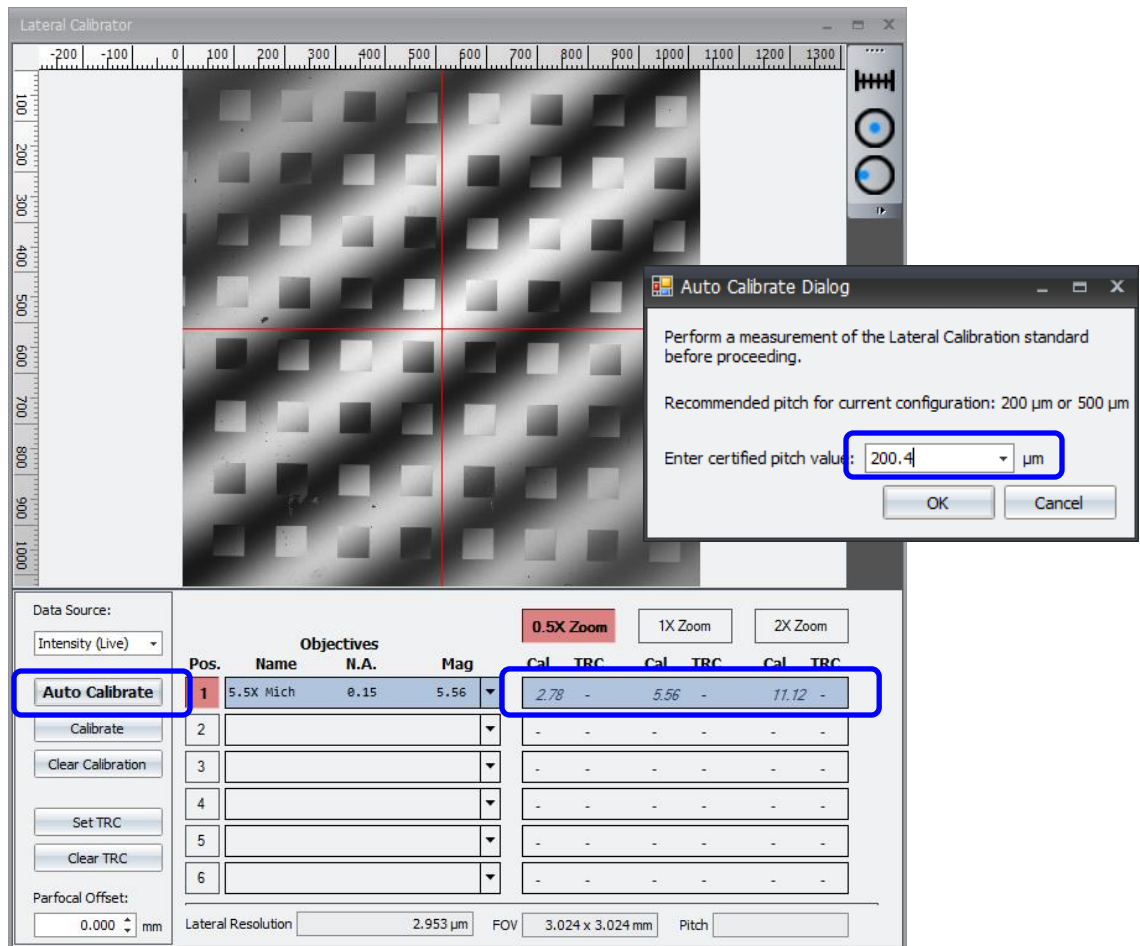 Lateral Calibrator
-200 -100 0 100 200 300 400 500 600 700 800 900 1000 1100 1200 1300
100
200
300
400
500
600
700
800
900
1000
Auto Calibrate Dialog
Perform a measurement of the Lateral Calibration standard
before proceeding.
Recommended pitch for current configuration: 200 µm or 500 µm
Enter certified pitch value: 200.4 µm
OK Cancel
Data Source:
Intensity (Live)
Auto Calibrate
Calibrate
Clear Calibration
Set TRC
Clear TRC
Parfocal Offset:
0.000 mm
0.5X Zoom 1X Zoom 2X Zoom
Objectives
Pos. Name N.A. Mag Cal TRC Cal TRC Cal TRC
1 5.5X Mich 0.15 5.56 2.78 - 5.56 - 11.12 -
2 - - - - - -
3 - - - - - -
4 - - - - - -
5 - - - - - -
6 - - - - - -
Lateral Resolution 2.953 µm FOV 3.024 x 3.024 mm Pitch